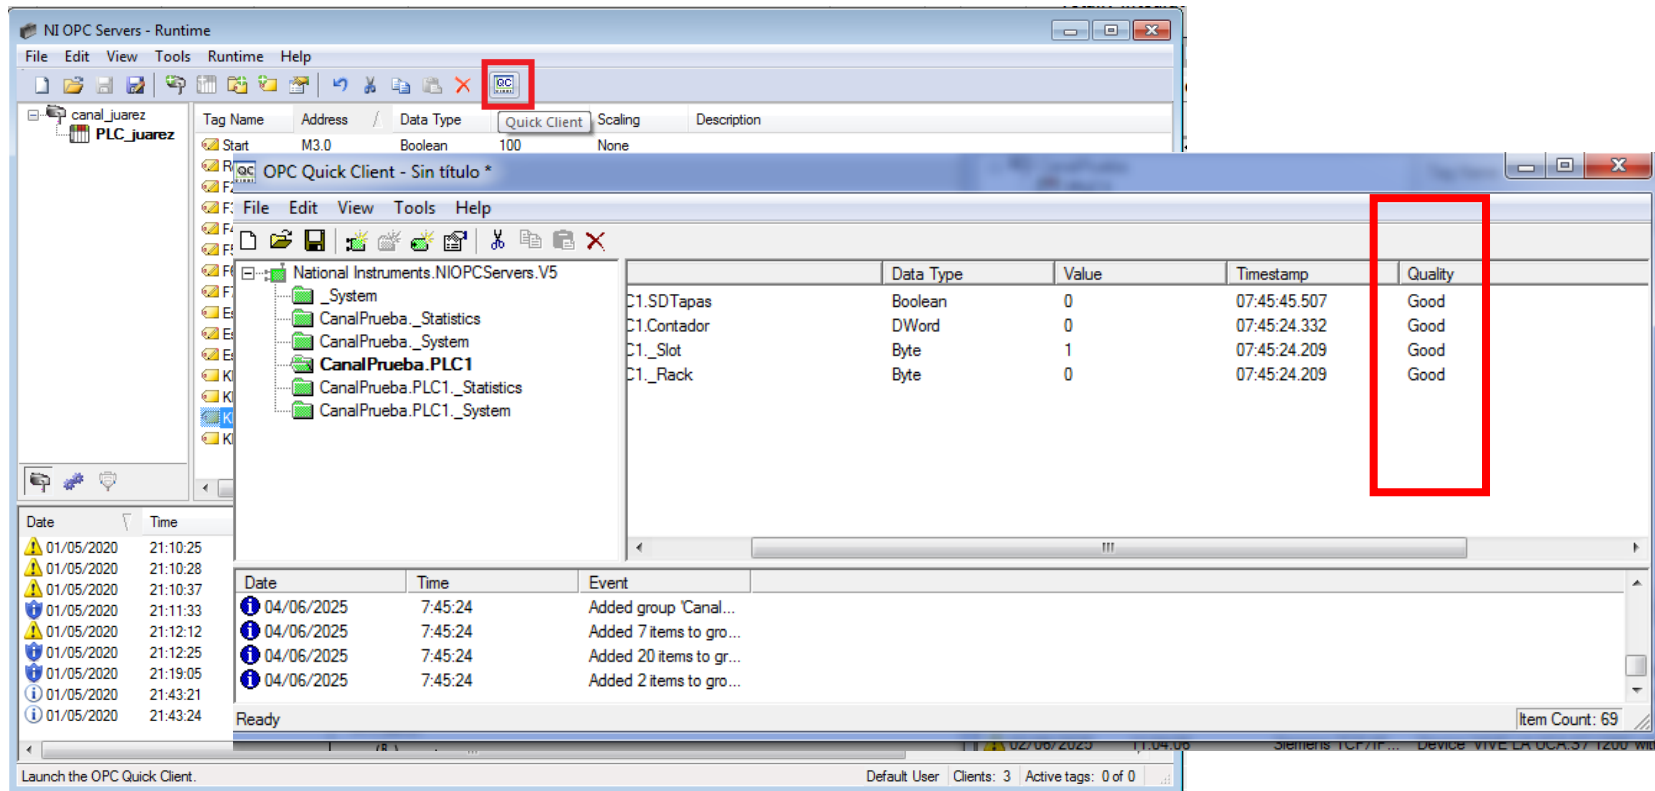 NI OPC Servers - Runtime
File Edit View Tools Runtime Help
QC
Quick Client
canal_juarez
PLC_juarez
Tag Name Address Data Type Scaling Description
Start M3.0 Boolean 100 None
OPC Quick Client - Sin título *
File Edit View Tools Help
National Instruments.NIOPCServers.V5
_System
CanalPrueba._Statistics
CanalPrueba._System
CanalPrueba.PLC1
CanalPrueba.PLC1._Statistics
CanalPrueba.PLC1._System
Data Type Value Timestamp Quality
C1.SDTapas Boolean 0 07:45:45.507 Good
C1.Contador DWord 0 07:45:24.332 Good
C1._Slot Byte 1 07:45:24.209 Good
C1._Rack Byte 0 07:45:24.209 Good
Date Time Event
04/06/2025 7:45:24 Added group 'Canal...
04/06/2025 7:45:24 Added 7 items to gro...
04/06/2025 7:45:24 Added 20 items to gr...
04/06/2025 7:45:24 Added 2 items to gro...
Ready Item Count: 69
Date Time
01/05/2020 21:10:25
01/05/2020 21:10:28
01/05/2020 21:10:37
01/05/2020 21:11:33
01/05/2020 21:12:12
01/05/2020 21:12:25
01/05/2020 21:19:05
01/05/2020 21:43:21
01/05/2020 21:43:24
02/06/2025 11:04:06 Siemens TCP/IP... Device
Launch the OPC Quick Client. Default User Clients: 3 Active tags: 0 of 0